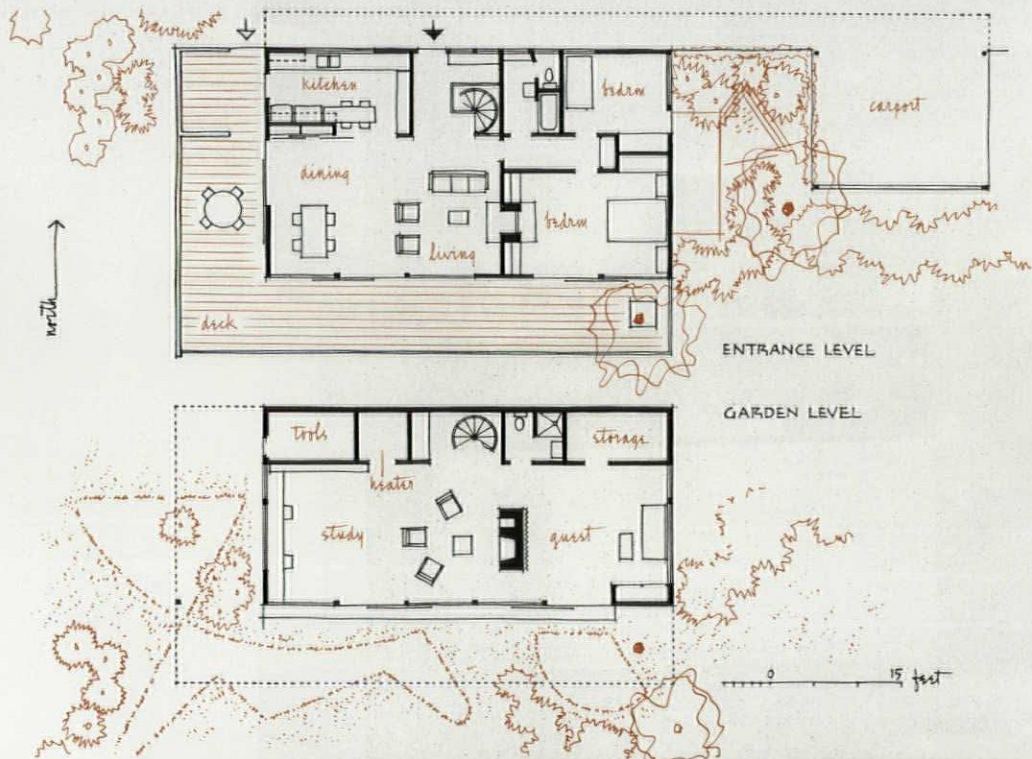 kitchen
bedrm
carport
dining
bedrm
living
north
deck
ENTRANCE LEVEL
GARDEN LEVEL
tools
storage
heater
study
guest
0 15 feet